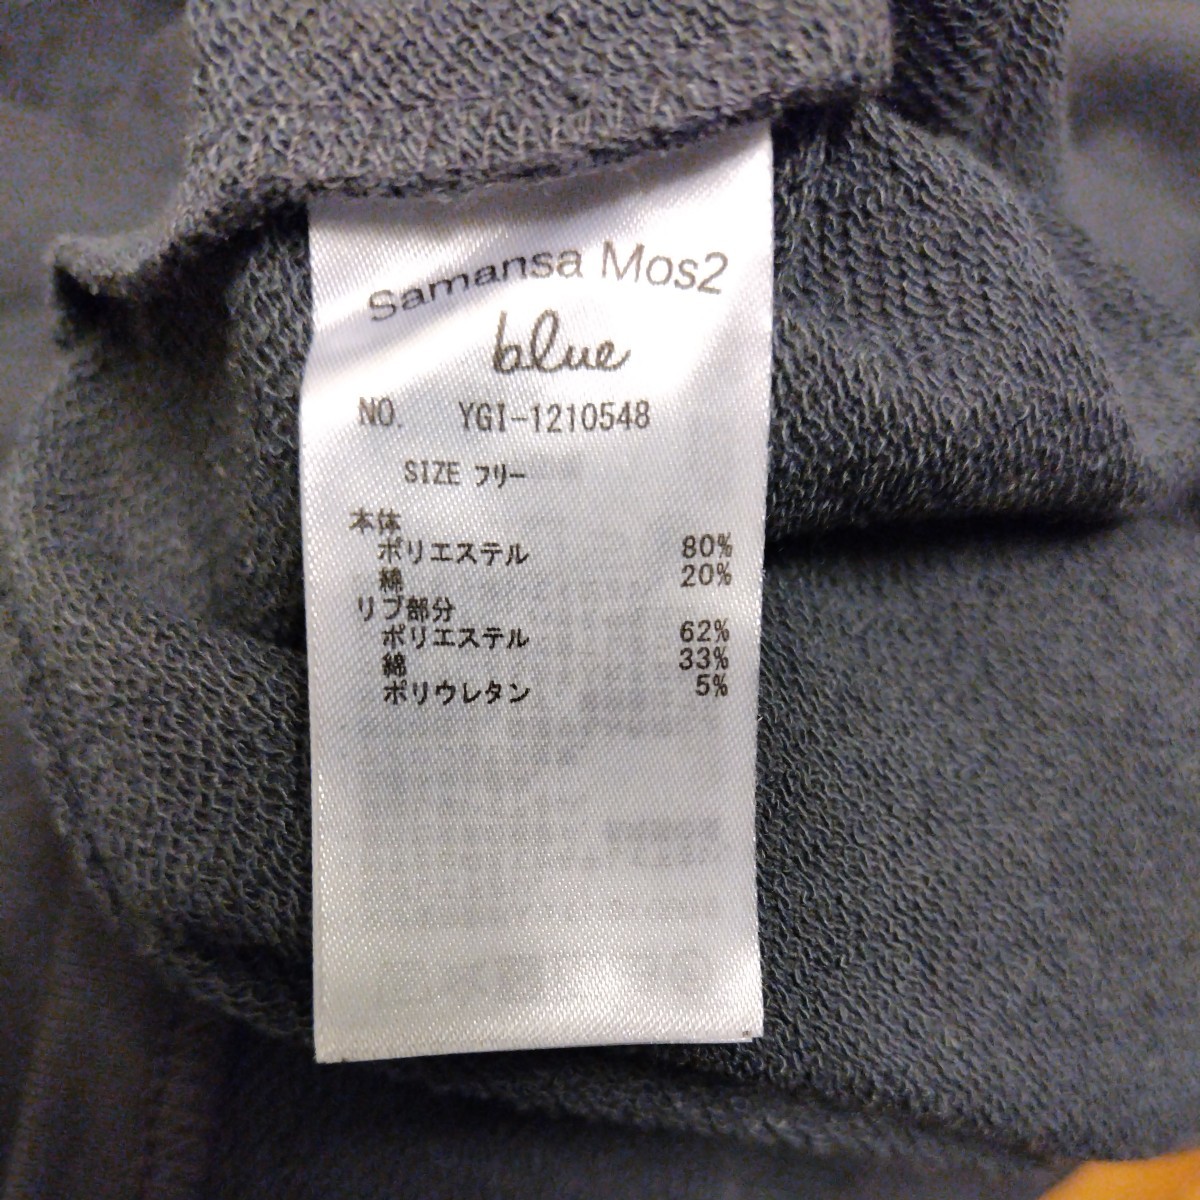 Samansa Mos2
blue
NO. YGI-1210548
SIZE フリー
本体
ポリエステル 80%
綿 20%
リブ部分
ポリエステル 62%
綿 33%
ポリウレタン 5%